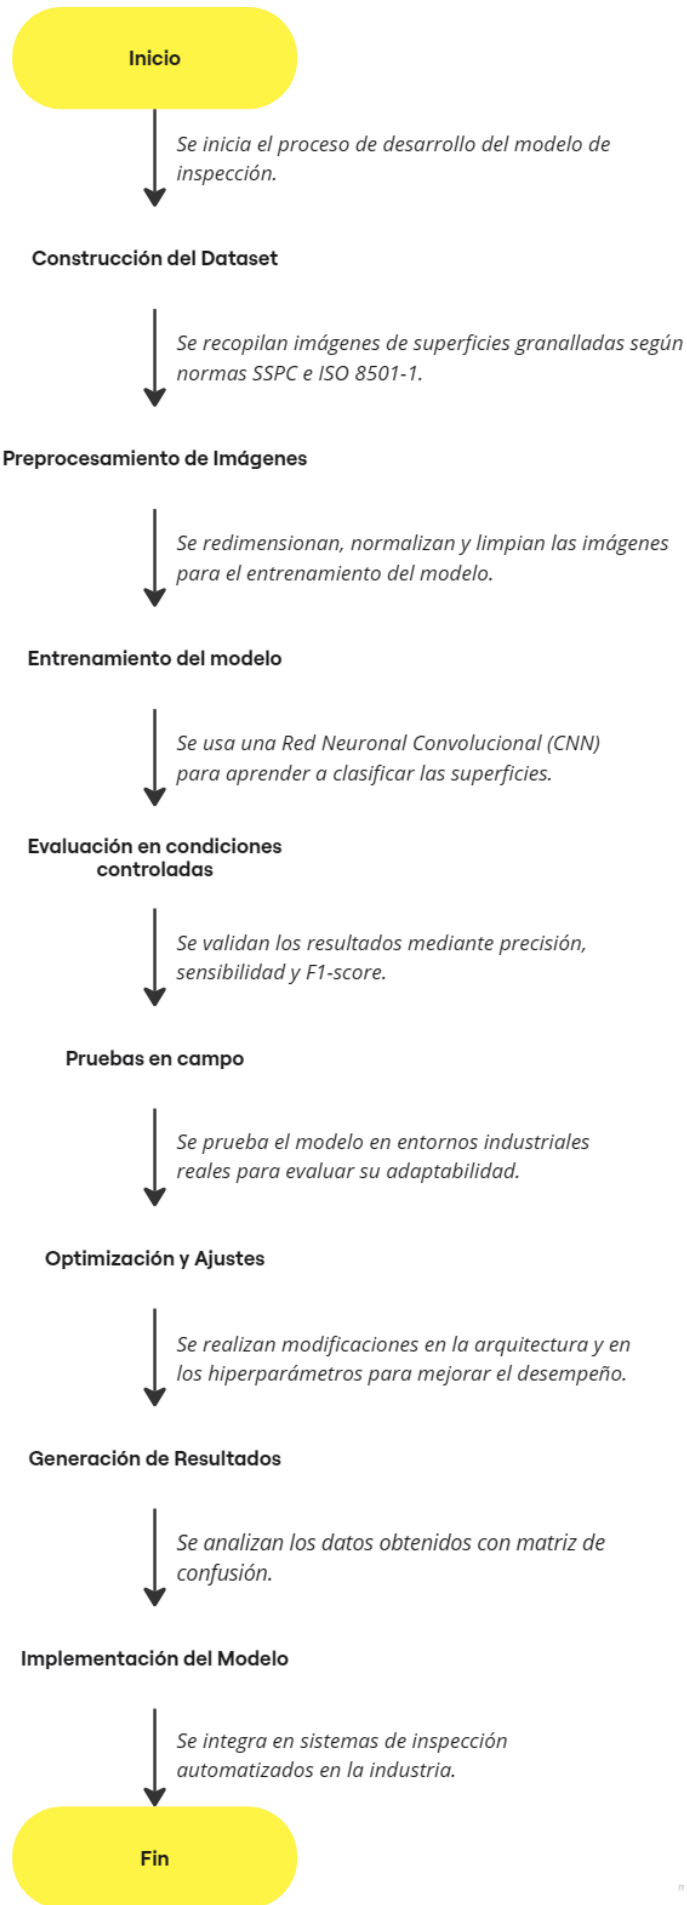 Inicio
Se inicia el proceso de desarrollo del modelo de
inspección.
Construcción del Dataset
Se recopilan imágenes de superficies granalladas según
normas SSPC e ISO 8501-1.
Preprocesamiento de Imágenes
Se redimensionan, normalizan y limpian las imágenes
para el entrenamiento del modelo.
Entrenamiento del modelo
Se usa una Red Neuronal Convolucional (CNN)
para aprender a clasificar las superficies.
Evaluación en condiciones
controladas
Se validan los resultados mediante precisión,
sensibilidad y F1-score.
Pruebas en campo
Se prueba el modelo en entornos industriales
reales para evaluar su adaptabilidad.
Optimización y Ajustes
Se realizan modificaciones en la arquitectura y en
los hiperparámetros para mejorar el desempeño.
Generación de Resultados
Se analizan los datos obtenidos con matriz de
confusión.
Implementación del Modelo
Se integra en sistemas de inspección
automatizados en la industria.
Fin